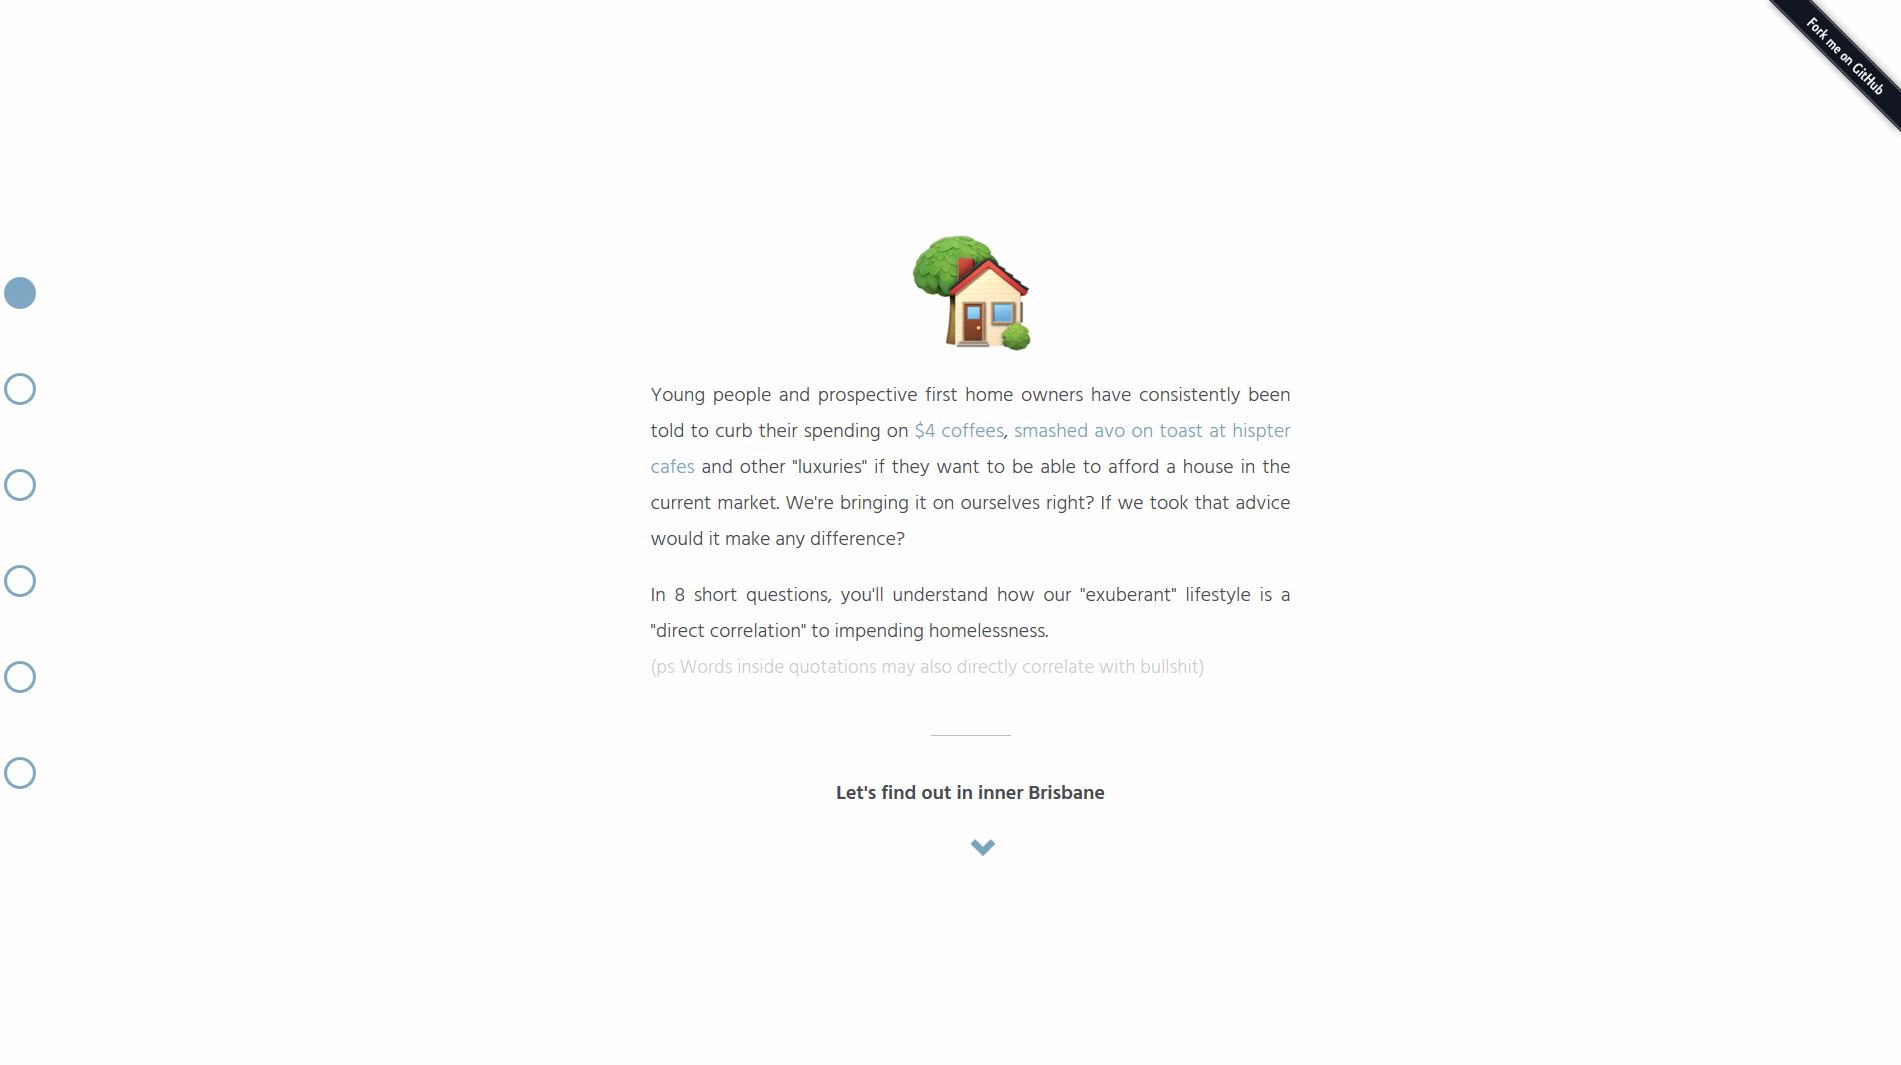 Fork me on GitHub
Young people and prospective first home owners have consistently been
told to curb their spending on $4 coffees, smashed avo on toast at hispter
cafes and other "luxuries" if they want to be able to afford a house in the
current market. We're bringing it on ourselves right? If we took that advice
would it make any difference?
In 8 short questions, you'll understand how our "exuberant" lifestyle is a
"direct correlation" to impending homelessness.
(ps Words inside quotations may also directly correlate with bullshit)
Let's find out in inner Brisbane